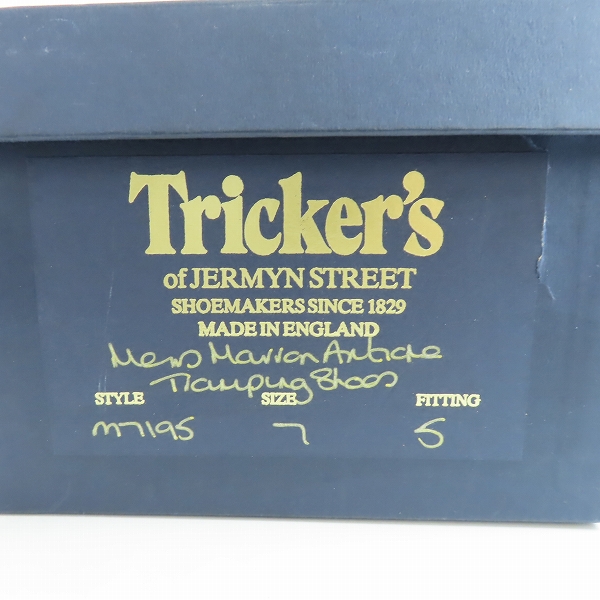 Tricker's
of JERMYN STREET
SHOEMAKERS SINCE 1829
MADE IN ENGLAND
Mens Marron Antique
Tramping Shoes
STYLE SIZE FITTING
M7195 7 5